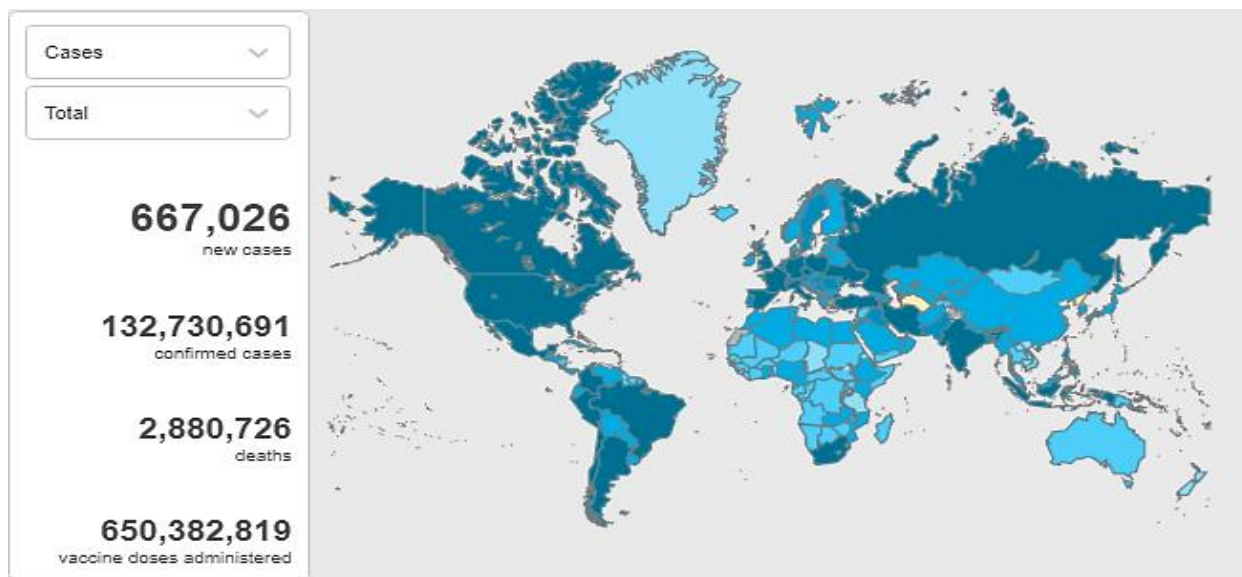 Cases
Total
667,026
new cases
132,730,691
confirmed cases
2,880,726
deaths
650,382,819
vaccine doses administered